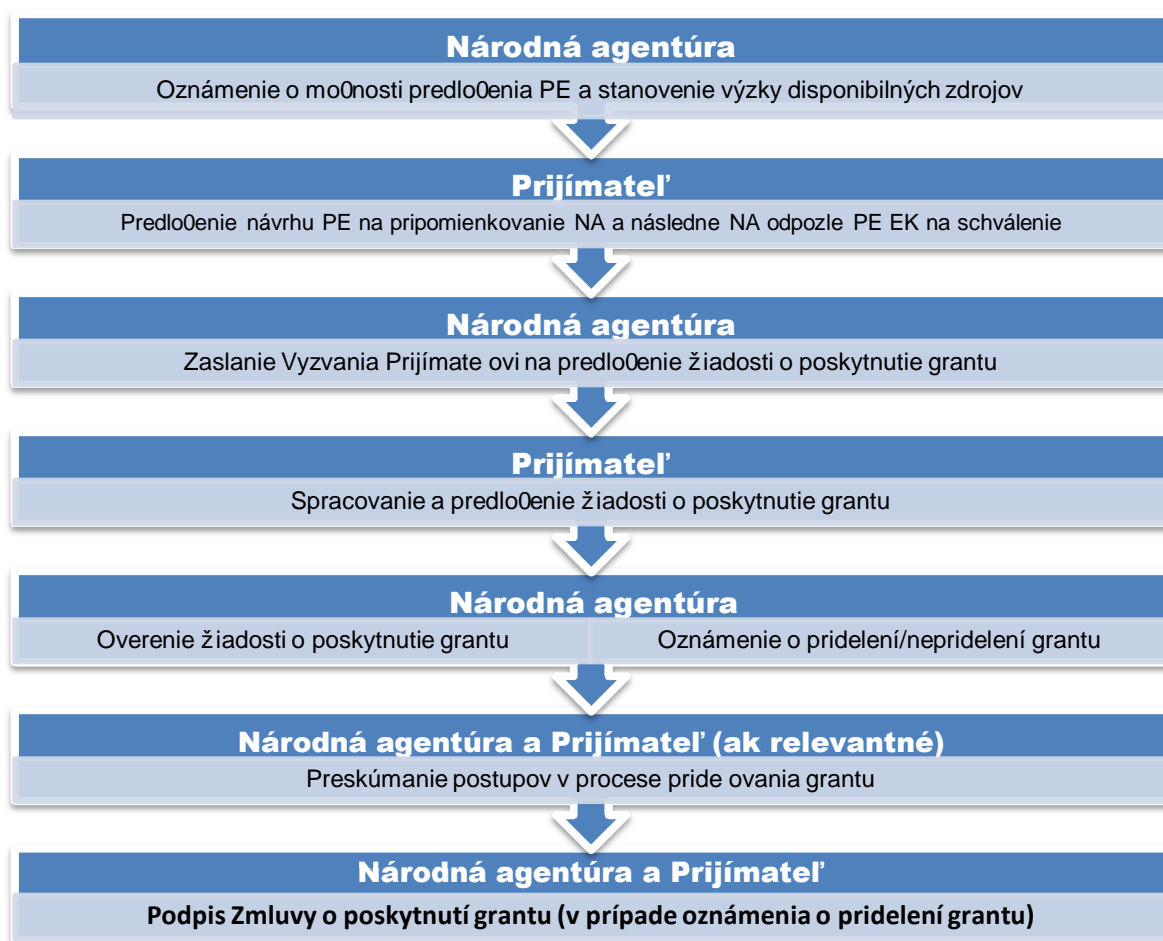 Národná agentúra
Oznámenie o mo0nosti predlo0enia PE a stanovenie výzky disponibilných zdrojov
Prijímateľ
Predlo0enie návrhu PE na pripomienkovanie NA a následne NA odpozle PE EK na schválenie
Národná agentúra
Zaslanie Vyzvania Prijímate ovi na predlo0enie žiadosti o poskytnutie grantu
Prijímateľ
Spracovanie a predlo0enie žiadosti o poskytnutie grantu
Národná agentúra
Overenie žiadosti o poskytnutie grantu
Oznámenie o pridelení/nepridelení grantu
Národná agentúra a Prijímateľ (ak relevantné)
Preskúmanie postupov v procese pride ovania grantu
Národná agentúra a Prijímateľ
Podpis Zmluvy o poskytnutí grantu (v prípade oznámenia o pridelení grantu)